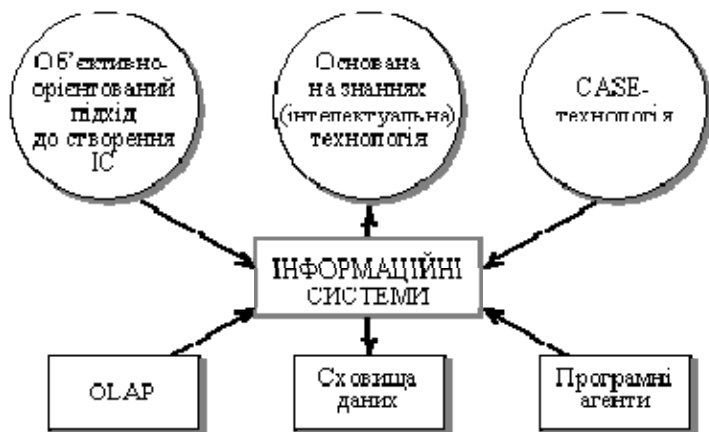 Об’єктивно-
орієнтований
підхід
до створення
ІС
Основана
на знаннях
(інтелектуальна)
технологія
CASE-
технологія
ІНФОРМАЦІЙНІ
СИСТЕМИ
OLAP
Сховища
даних
Програмні
агенти